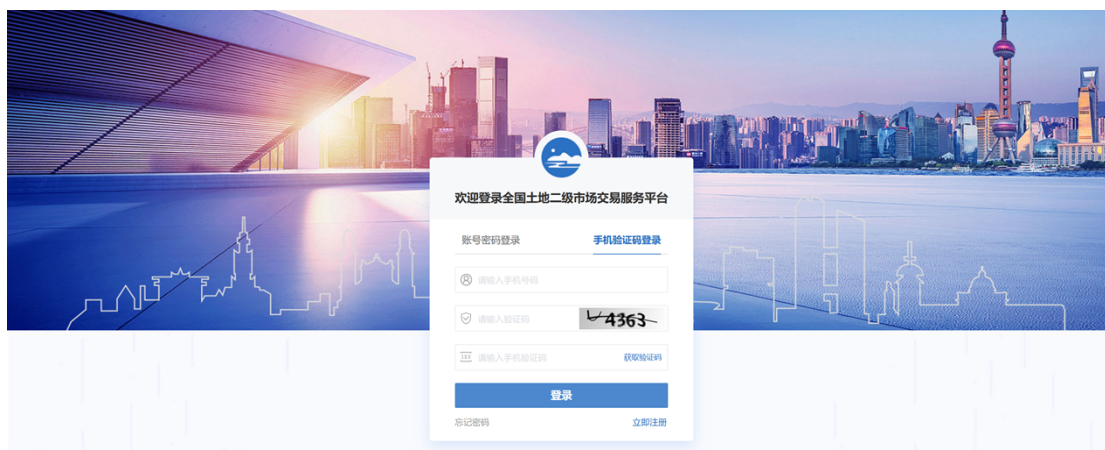 欢迎登录全国土地二级市场交易服务平台
账号密码登录 手机验证码登录
请输入手机号码
请输入验证码 4363
请输入手机验证码 获取验证码
登录
忘记密码 立即注册